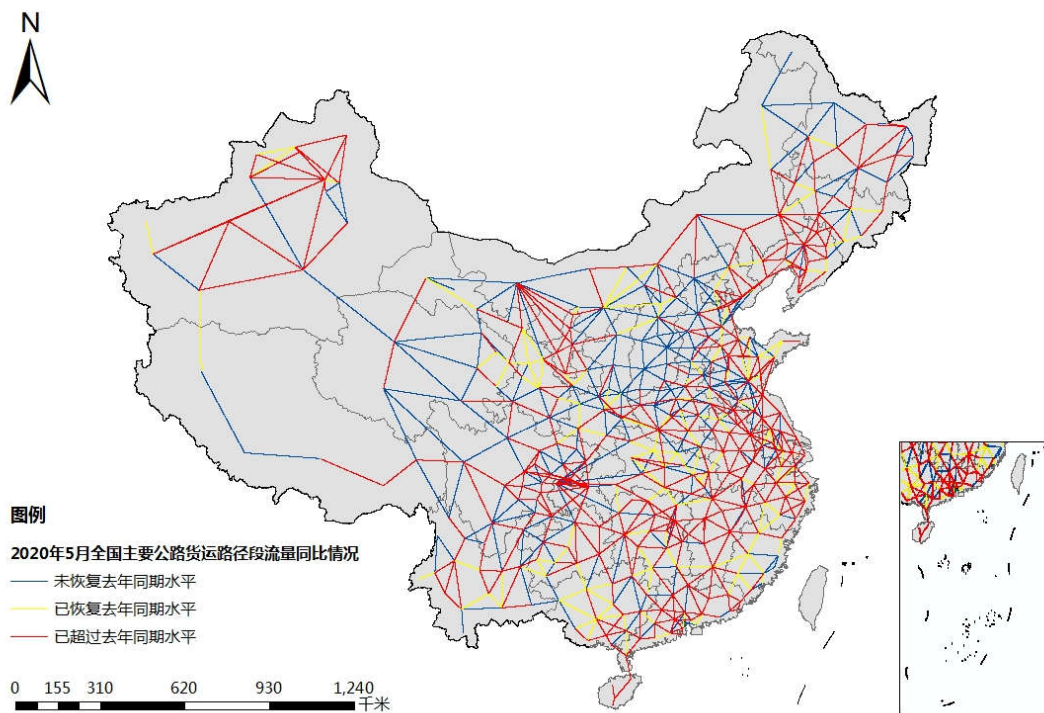 N
图例
2020年5月全国主要公路货运路径段流量同比情况
未恢复去年同期水平
已恢复去年同期水平
已超过去年同期水平
0 155 310 620 930 1,240
千米